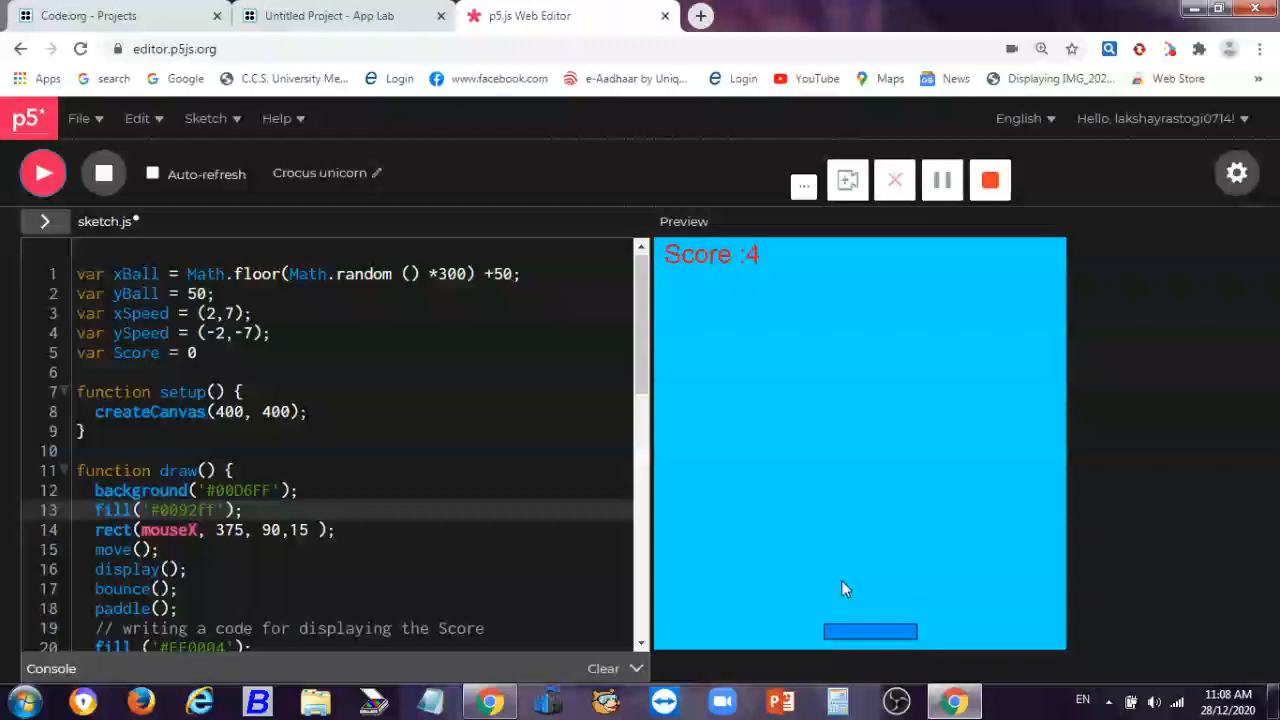 Code.org - Projects
Untitled Project - App Lab
p5.js Web Editor
editor.p5js.org
Apps
search
Google
C.C.S. University Me...
Login
www.facebook.com
e-Aadhaar by Uniq...
Login
YouTube
Maps
News
Displaying IMG_202...
Web Store
»
p5*
File
Edit
Sketch
Help
English
Hello, lakshayrastogi0714!
Auto-refresh
Crocus unicorn
...
sketch.js
Preview
Score :4
1 var xBall = Math.floor(Math.random () *300) +50;
2 var yBall = 50;
3 var xSpeed = (2,7);
4 var ySpeed = (-2,-7);
5 var Score = 0
6
7 function setup() {
8 createCanvas(400, 400);
9 }
10
11 function draw() {
12 background('#00D6FF');
13 fill('#0092ff');
14 rect(mouseX, 375, 90,15 );
15 move();
16 display();
17 bounce();
18 paddle();
19 // writing a code for displaying the Score
20 fill ('#FF0004');
Console
Clear
EN
11:08 AM
28/12/2020